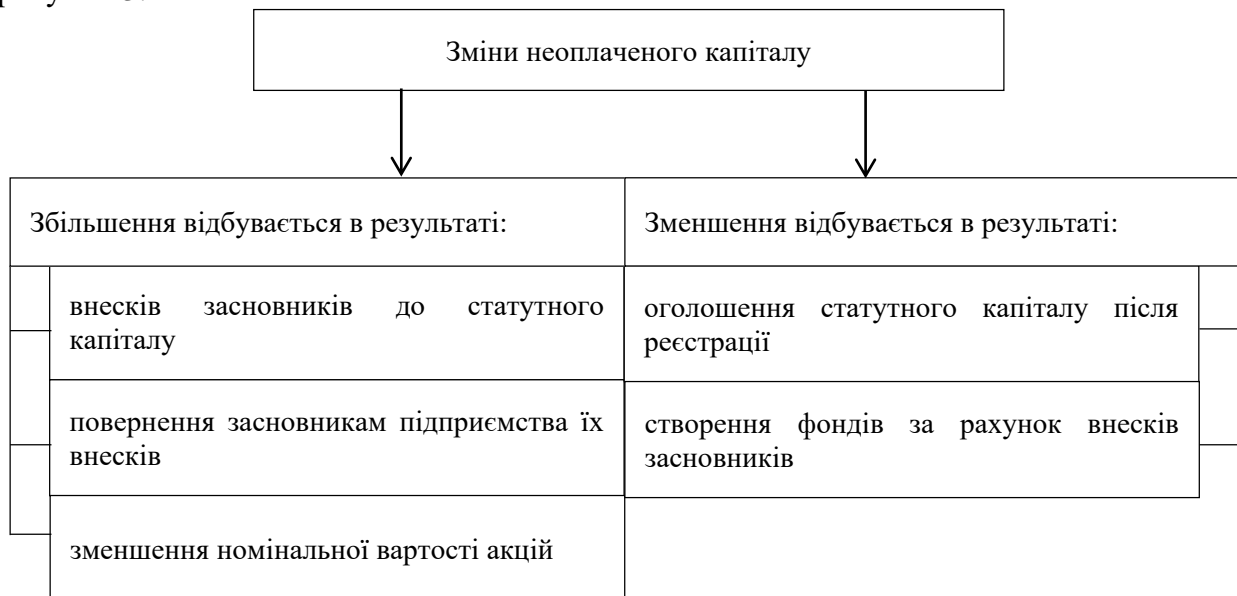 Зміни неоплаченого капіталу
Збільшення відбувається в результаті:
Зменшення відбувається в результаті:
внесків засновників до статутного
капіталу
оголошення статутного капіталу після
реєстрації
повернення засновникам підприємства їх
внесків
створення фондів за рахунок внесків
засновників
зменшення номінальної вартості акцій